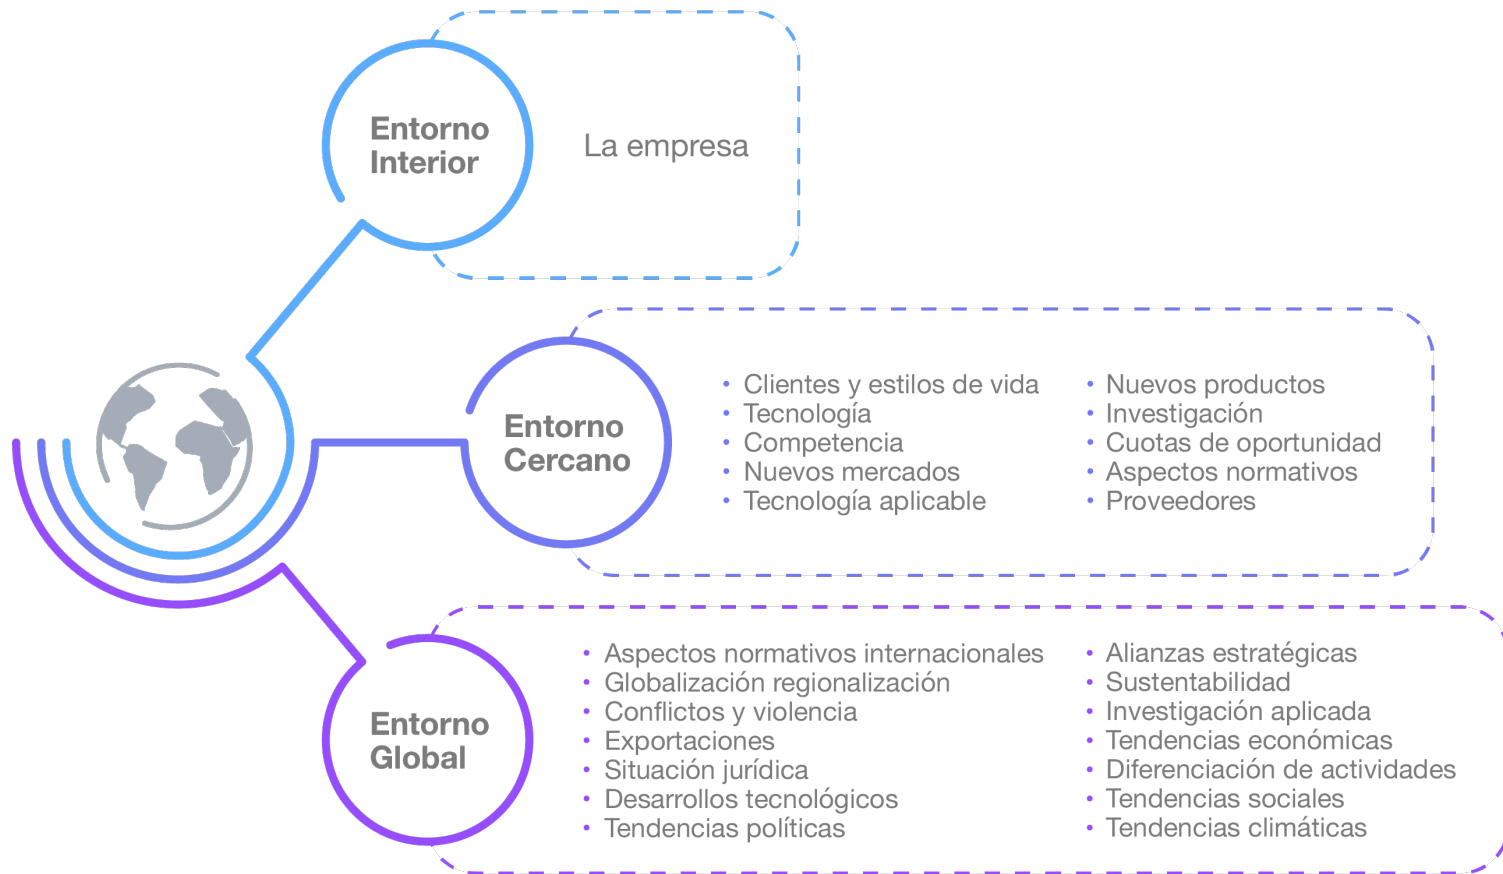 Entorno
Interior
La empresa
Entorno
Cercano
• Clientes y estilos de vida
• Tecnología
• Competencia
• Nuevos mercados
• Tecnología aplicable
• Nuevos productos
• Investigación
• Cuotas de oportunidad
• Aspectos normativos
• Proveedores
Entorno
Global
• Aspectos normativos internacionales
• Globalización regionalización
• Conflictos y violencia
• Exportaciones
• Situación jurídica
• Desarrollos tecnológicos
• Tendencias políticas
• Alianzas estratégicas
• Sustentabilidad
• Investigación aplicada
• Tendencias económicas
• Diferenciación de actividades
• Tendencias sociales
• Tendencias climáticas